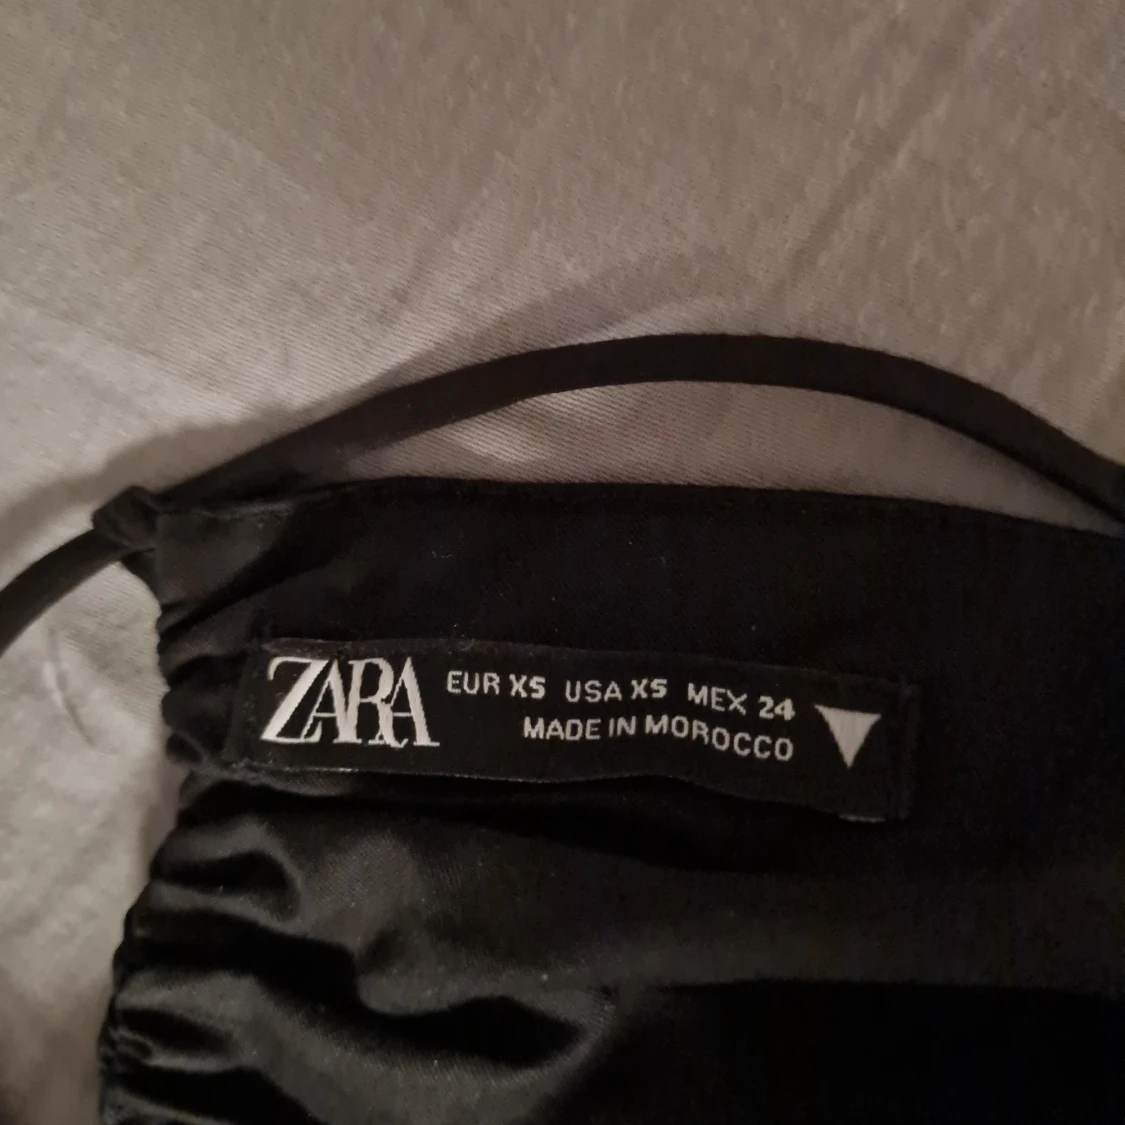 ZARA
EUR XS USA XS MEX 24
MADE IN MOROCCO